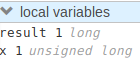 local variables
result 1 long
x 1 unsigned long